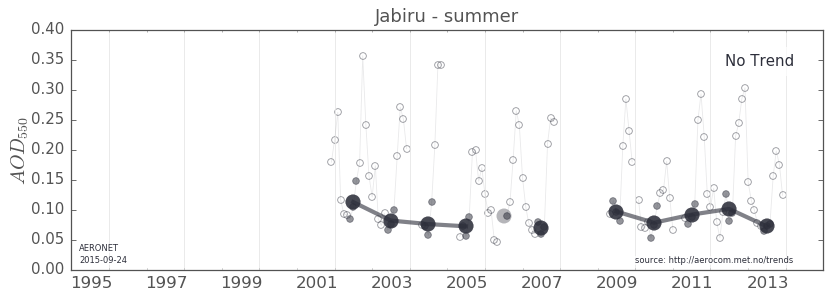 Jabiru - summer
0.40
0.35
0.30
0.25
0.20
0.15
0.10
0.05
0.00
AOD550
No Trend
AERONET
2015-09-24
source: http://aerocom.met.no/trends
1995 1997 1999 2001 2003 2005 2007 2009 2011 2013